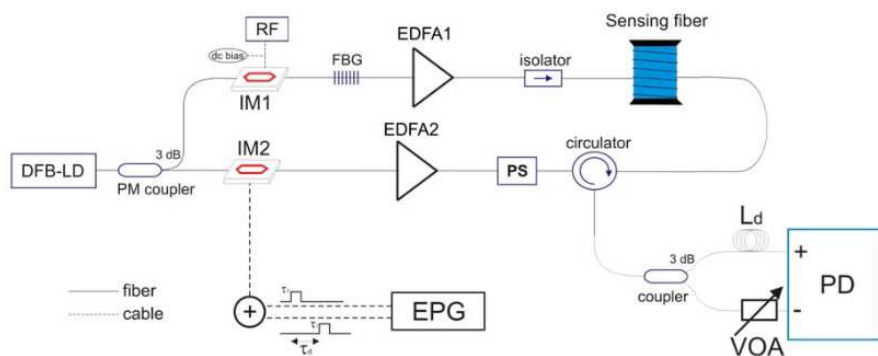 RF
dc bias
IM1
FBG
EDFA1
isolator
Sensing fiber
DFB-LD
3 dB
PM coupler
IM2
EDFA2
PS
circulator
3 dB
coupler
Ld
+
-
PD
VOA
fiber
cable
+
τ
τ
τd
EPG